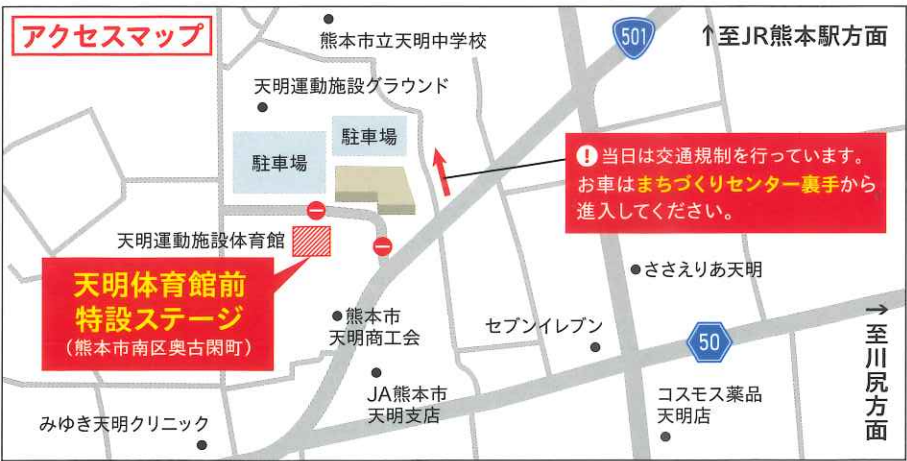 アクセスマップ
熊本市立天明中学校
501
↑至JR熊本駅方面
天明運動施設グラウンド
駐車場
駐車場
!当日は交通規制を行っています。
お車はまちづくりセンター裏手から
進入してください。
天明運動施設体育館
天明体育館前
特設ステージ
(熊本市南区奥古閑町)
ささえりあ天明
熊本市
天明商工会
セブンイレブン
50
→至川尻方面
JA熊本市
天明支店
コスモス薬品
天明店
みゆき天明クリニック